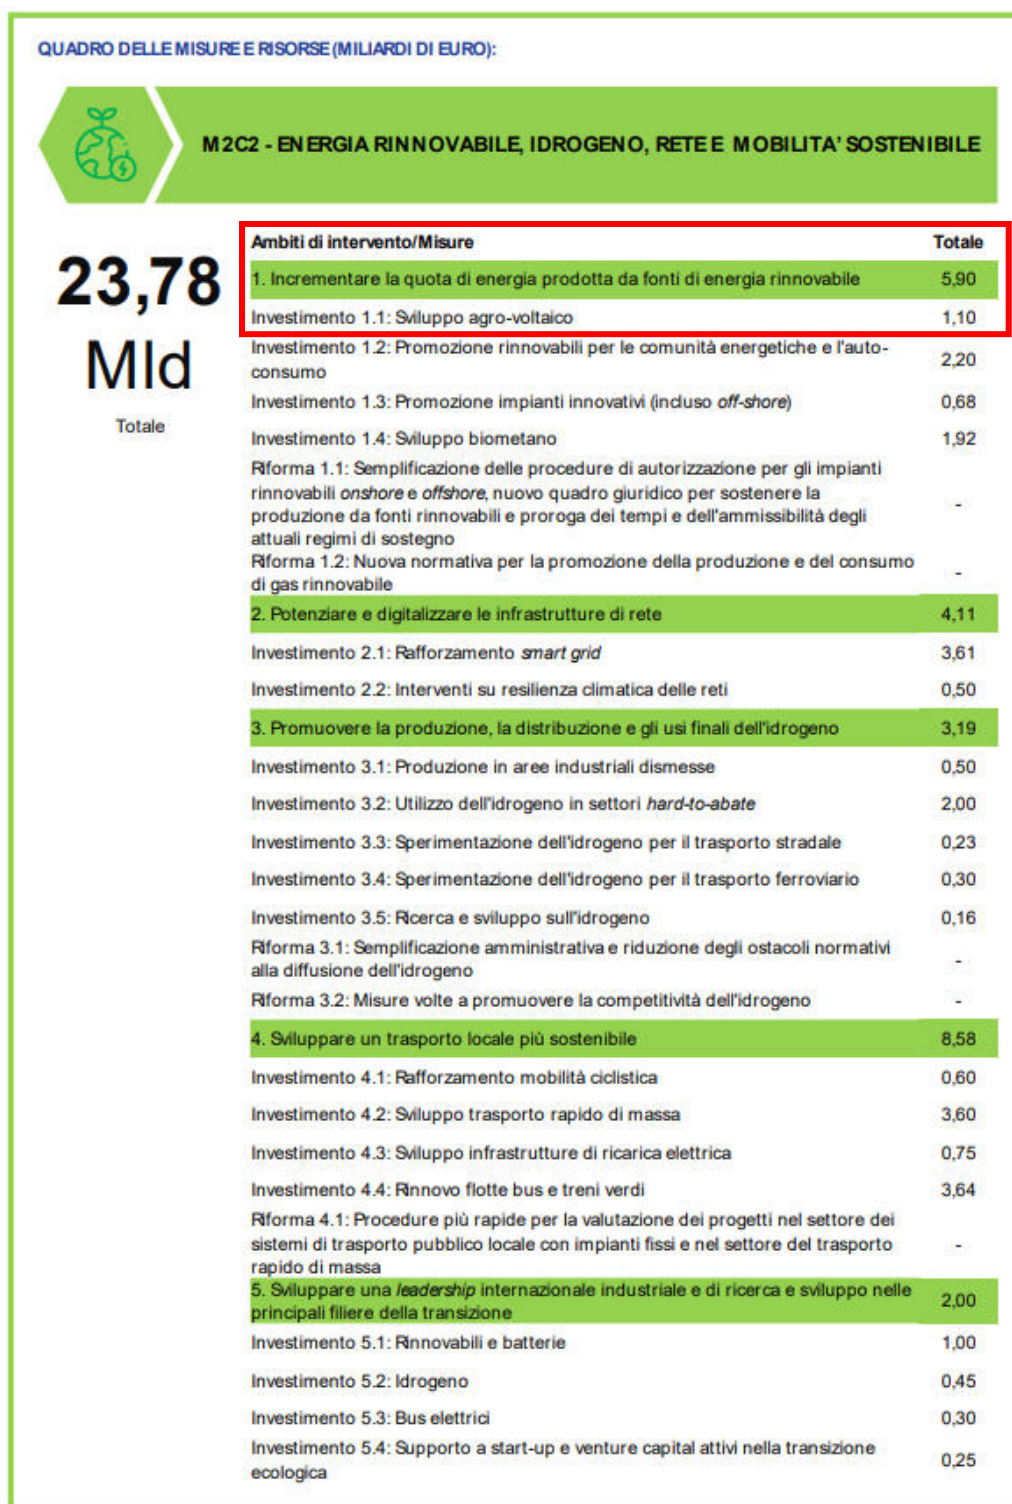 QUADRO DELLE MISURE E RISORSE (MILIARDI DI EURO):
M2C2 - ENERGIA RINNOVABILE, IDROGENO, RETE E MOBILITA' SOSTENIBILE
23,78
Mld
Totale
Ambiti di intervento/Misure Totale
1. Incrementare la quota di energia prodotta da fonti di energia rinnovabile 5,90
Investimento 1.1: Sviluppo agro-voltaico 1,10
Investimento 1.2: Promozione rinnovabili per le comunità energetiche e l'auto-
consumo 2,20
Investimento 1.3: Promozione impianti innovativi (incluso off-shore) 0,68
Investimento 1.4: Sviluppo biometano 1,92
Riforma 1.1: Semplificazione delle procedure di autorizzazione per gli impianti
rinnovabili onshore e offshore, nuovo quadro giuridico per sostenere la
produzione da fonti rinnovabili e proroga dei tempi e dell'ammissibilità degli
attuali regimi di sostegno -
Riforma 1.2: Nuova normativa per la promozione della produzione e del consumo
di gas rinnovabile -
2. Potenziare e digitalizzare le infrastrutture di rete 4,11
Investimento 2.1: Rafforzamento smart grid 3,61
Investimento 2.2: Interventi su resilienza climatica delle reti 0,50
3. Promuovere la produzione, la distribuzione e gli usi finali dell'idrogeno 3,19
Investimento 3.1: Produzione in aree industriali dismesse 0,50
Investimento 3.2: Utilizzo dell'idrogeno in settori hard-to-abate 2,00
Investimento 3.3: Sperimentazione dell'idrogeno per il trasporto stradale 0,23
Investimento 3.4: Sperimentazione dell'idrogeno per il trasporto ferroviario 0,30
Investimento 3.5: Ricerca e sviluppo sull'idrogeno 0,16
Riforma 3.1: Semplificazione amministrativa e riduzione degli ostacoli normativi
alla diffusione dell'idrogeno -
Riforma 3.2: Misure volte a promuovere la competitività dell'idrogeno -
4. Sviluppare un trasporto locale più sostenibile 8,58
Investimento 4.1: Rafforzamento mobilità ciclistica 0,60
Investimento 4.2: Sviluppo trasporto rapido di massa 3,60
Investimento 4.3: Sviluppo infrastrutture di ricarica elettrica 0,75
Investimento 4.4: Rinnovo flotte bus e treni verdi 3,64
Riforma 4.1: Procedure più rapide per la valutazione dei progetti nel settore dei
sistemi di trasporto pubblico locale con impianti fissi e nel settore del trasporto
rapido di massa -
5. Sviluppare una leadership internazionale industriale e di ricerca e sviluppo nelle
principali filiere della transizione 2,00
Investimento 5.1: Rinnovabili e batterie 1,00
Investimento 5.2: Idrogeno 0,45
Investimento 5.3: Bus elettrici 0,30
Investimento 5.4: Supporto a start-up e venture capital attivi nella transizione
ecologica 0,25